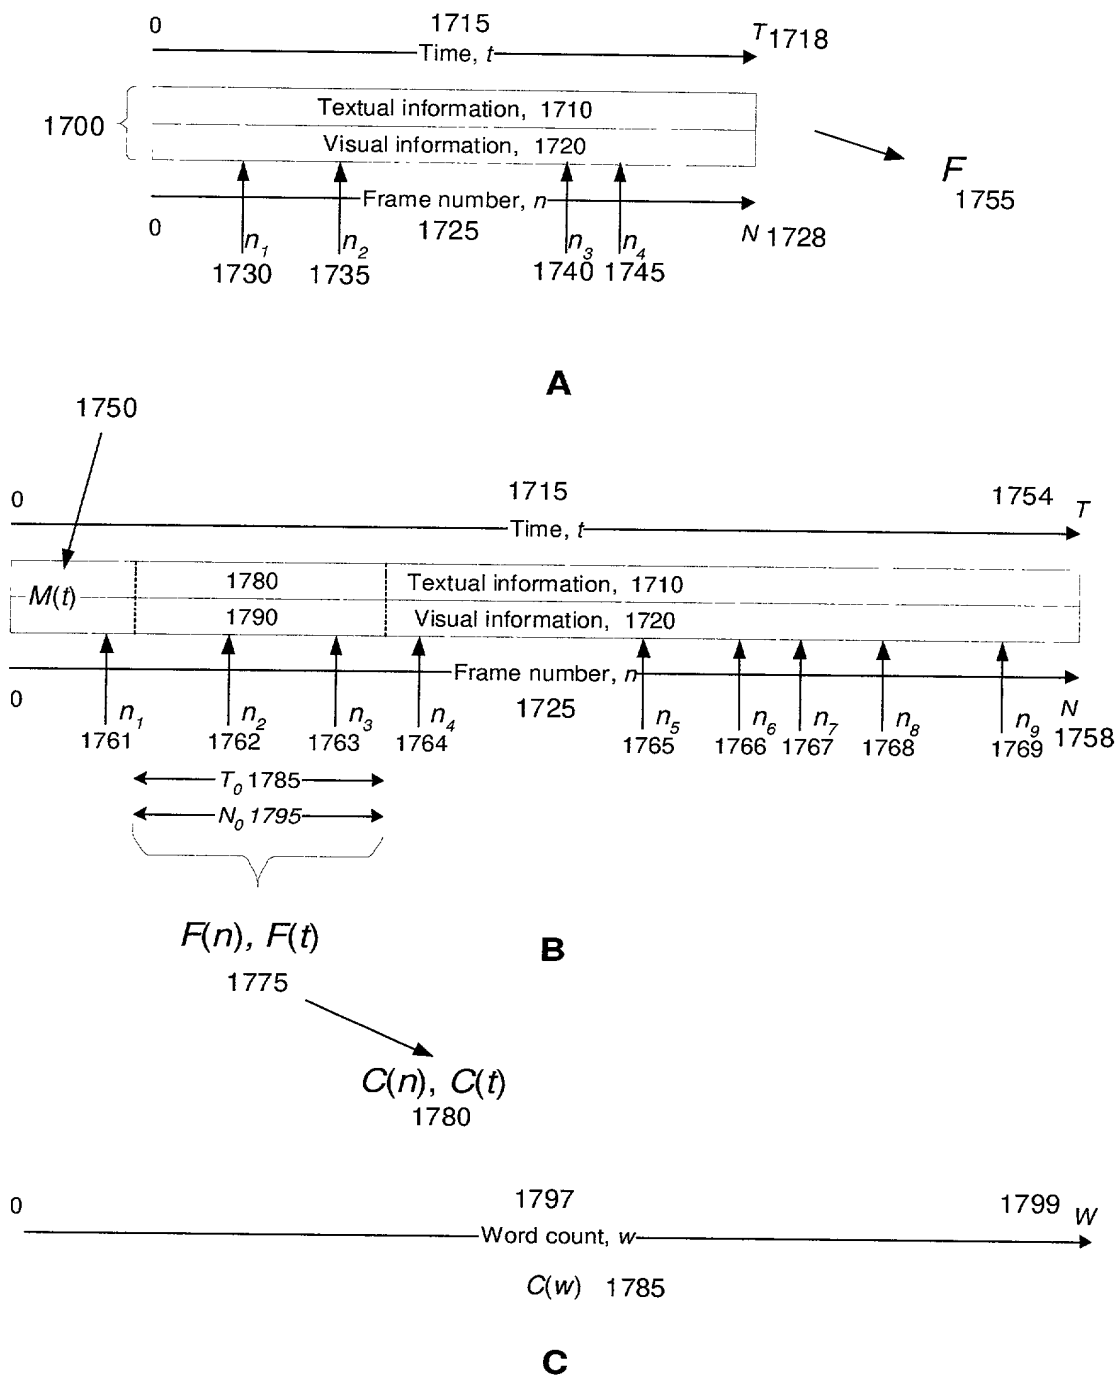 0 1715 T 1718
Time, t
1700 Textual information, 1710
Visual information, 1720
F
1755
Frame number, n
0 1725 N 1728
n1 n2 n3 n4
1730 1735 1740 1745
A
1750
0 1715 1754 T
Time, t
M(t) 1780 Textual information, 1710
1790 Visual information, 1720
Frame number, n
0 1725 N 1758
n1 n2 n3 n4 n5 n6 n7 n8 n9
1761 1762 1763 1764 1765 1766 1767 1768 1769
T0 1785
N0 1795
F(n), F(t)
B
1775
C(n), C(t)
1780
0 1797 1799 W
Word count, w
C(w) 1785
C